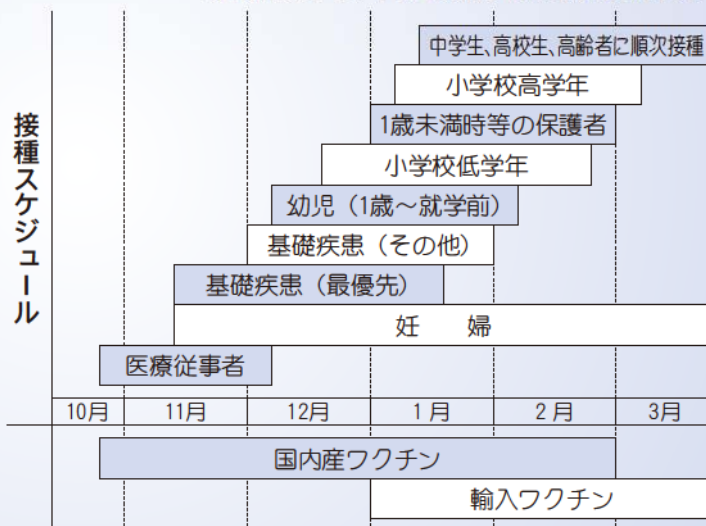 接種スケジュール
中学生、高校生、高齢者に順次接種
小学校高学年
1歳未満時等の保護者
小学校低学年
幼児（1歳～就学前）
基礎疾患（その他）
基礎疾患（最優先）
妊　婦
医療従事者
10月 11月 12月 1月 2月 3月
国内産ワクチン
輸入ワクチン